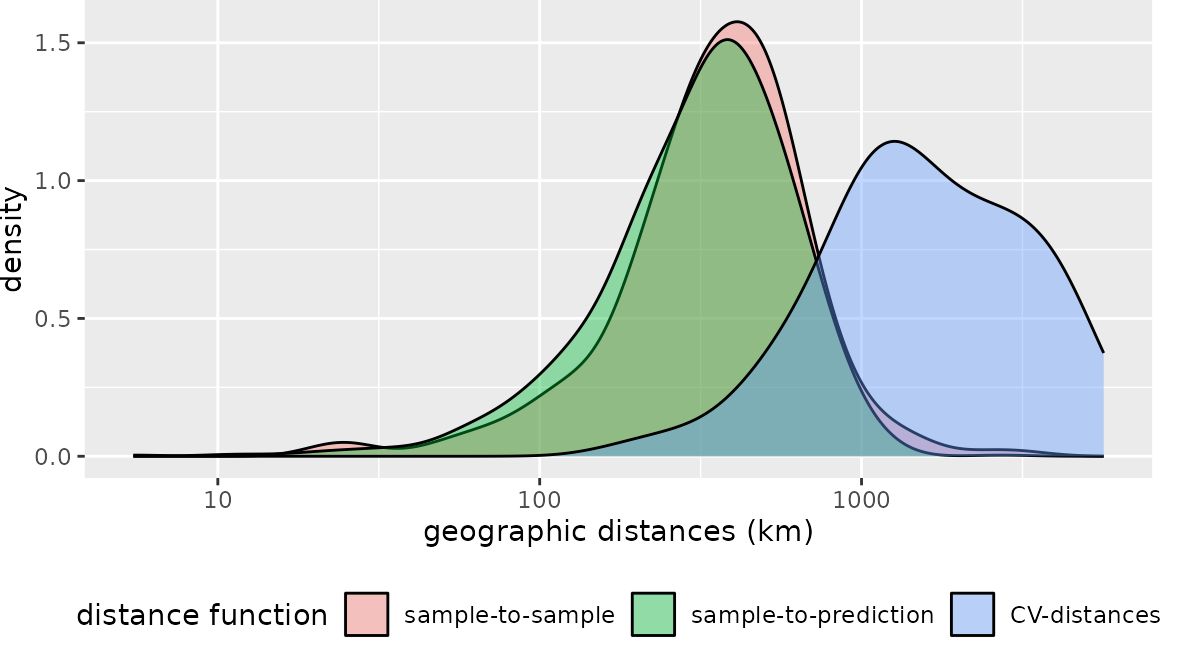 1.5
1.0
0.5
0.0
density
10 100 1000
geographic distances (km)
distance function sample-to-sample sample-to-prediction CV-distances